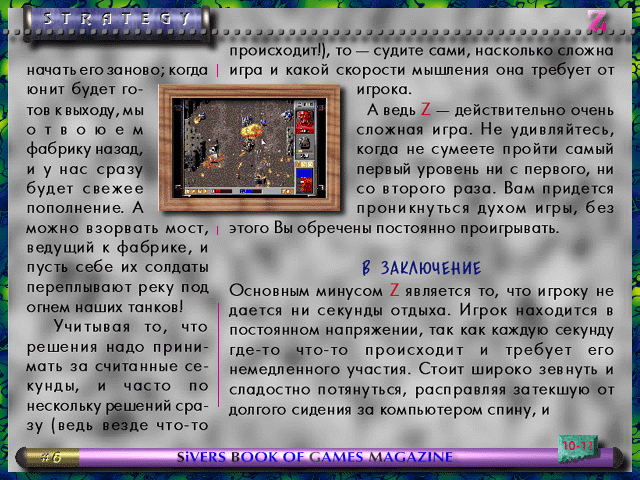 STRATEGY
Z
начать его заново; когда
юнит будет го-
тов к выходу, мы
отвоюем
фабрику назад,
и у нас сразу
будет свежее
пополнение. А
можно взорвать мост,
ведущий к фабрике, и
пусть себе их солдаты
переплывают реку под
огнем наших танков!
Учитывая то, что
решения надо прини-
мать за считанные се-
кунды, и часто по
нескольку решений сра-
зу (ведь везде что-то
происходит!), то — судите сами, насколько сложна
игра и какой скорости мышления она требует от
игрока.
А ведь Z — действительно очень
сложная игра. Не удивляйтесь,
когда не сумеете пройти самый
первый уровень ни с первого, ни
со второго раза. Вам придется
проникнуться духом игры, без
этого Вы обречены постоянно проигрывать.
В ЗАКЛЮЧЕНИЕ
Основным минусом Z является то, что игроку не
дается ни секунды отдыха. Игрок находится в
постоянном напряжении, так как каждую секунду
где-то что-то происходит и требует его
немедленного участия. Стоит широко зевнуть и
сладостно потянуться, расправляя затекшую от
долгого сидения за компьютером спину, и
#6
SiVERS BOOK OF GAMES MAGAZINE
10-11